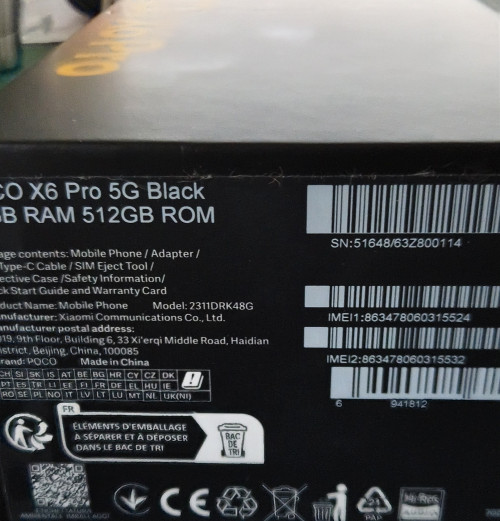 CO X6 Pro 5G Black
GB RAM 512GB ROM
SN:51648/63Z800114
age contents: Mobile Phone / Adapter /
Type-C Cable / SIM Eject Tool /
ective Case /Safety Information/
ck Start Guide and Warranty Card
duct Name: Mobile Phone Model: 2311DRK48G
anufacturer: Xiaomi Communications Co., Ltd.
anufacturer postal address:
019, 9th Floor, Building 6, 33 Xi'erqi Middle Road, Haidian
istrict, Beijing, China, 100085
rand: POCO Made in China
IMEI1:863478060315524
IMEI2:863478060315532
6 941812
CH SI SK IS AT BE BG HR CY CZ DK
PT ES TR LI EE FI FR DE EL HU IE
RO SE PL NO IT LV LT LU MT NL UK(NI)
FR
ÉLÉMENTS D'EMBALLAGE
À SÉPARER ET À DÉPOSER
DANS LE BAC DE TRI
BAC
DE
TRI
CE
PAP